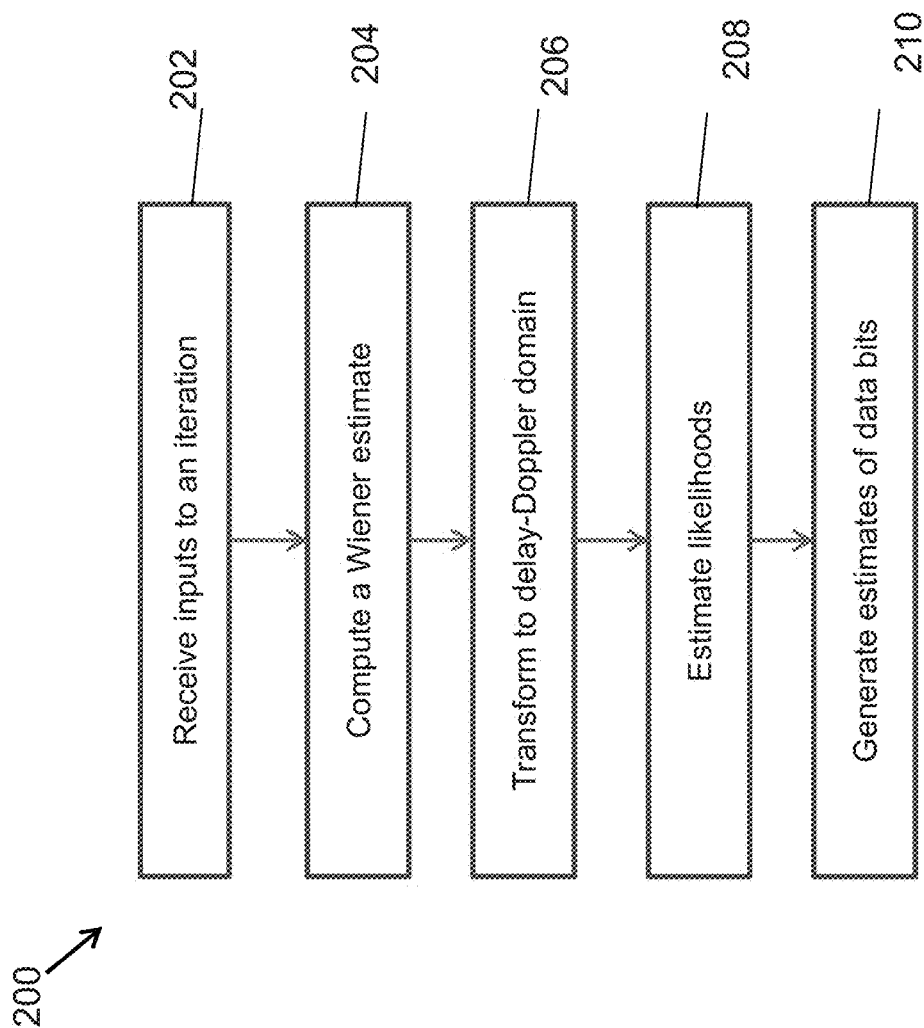 200
Receive inputs to an iteration
202
Compute a Wiener estimate
204
Transform to delay-Doppler domain
206
Estimate likelihoods
208
Generate estimates of data bits
210